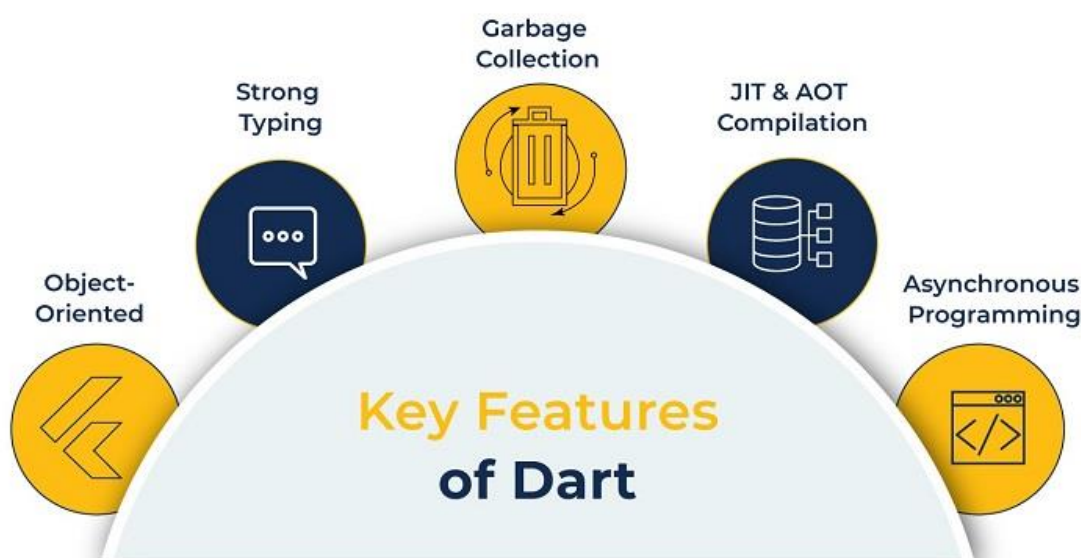 Garbage
Collection
Strong
Typing
JIT & AOT
Compilation
Object-
Oriented
Asynchronous
Programming
Key Features
of Dart